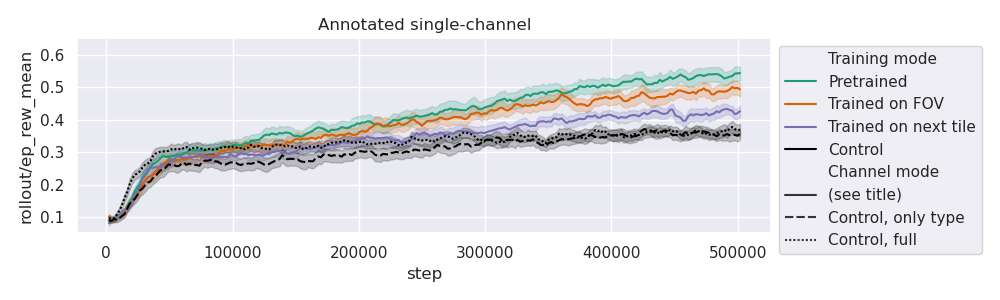 Annotated single-channel
rollout/ep_rew_mean
0.6
0.5
0.4
0.3
0.2
0.1
0
100000
200000
300000
400000
500000
step
Training mode
Pretrained
Trained on FOV
Trained on next tile
Control
Channel mode
(see title)
Control, only type
Control, full